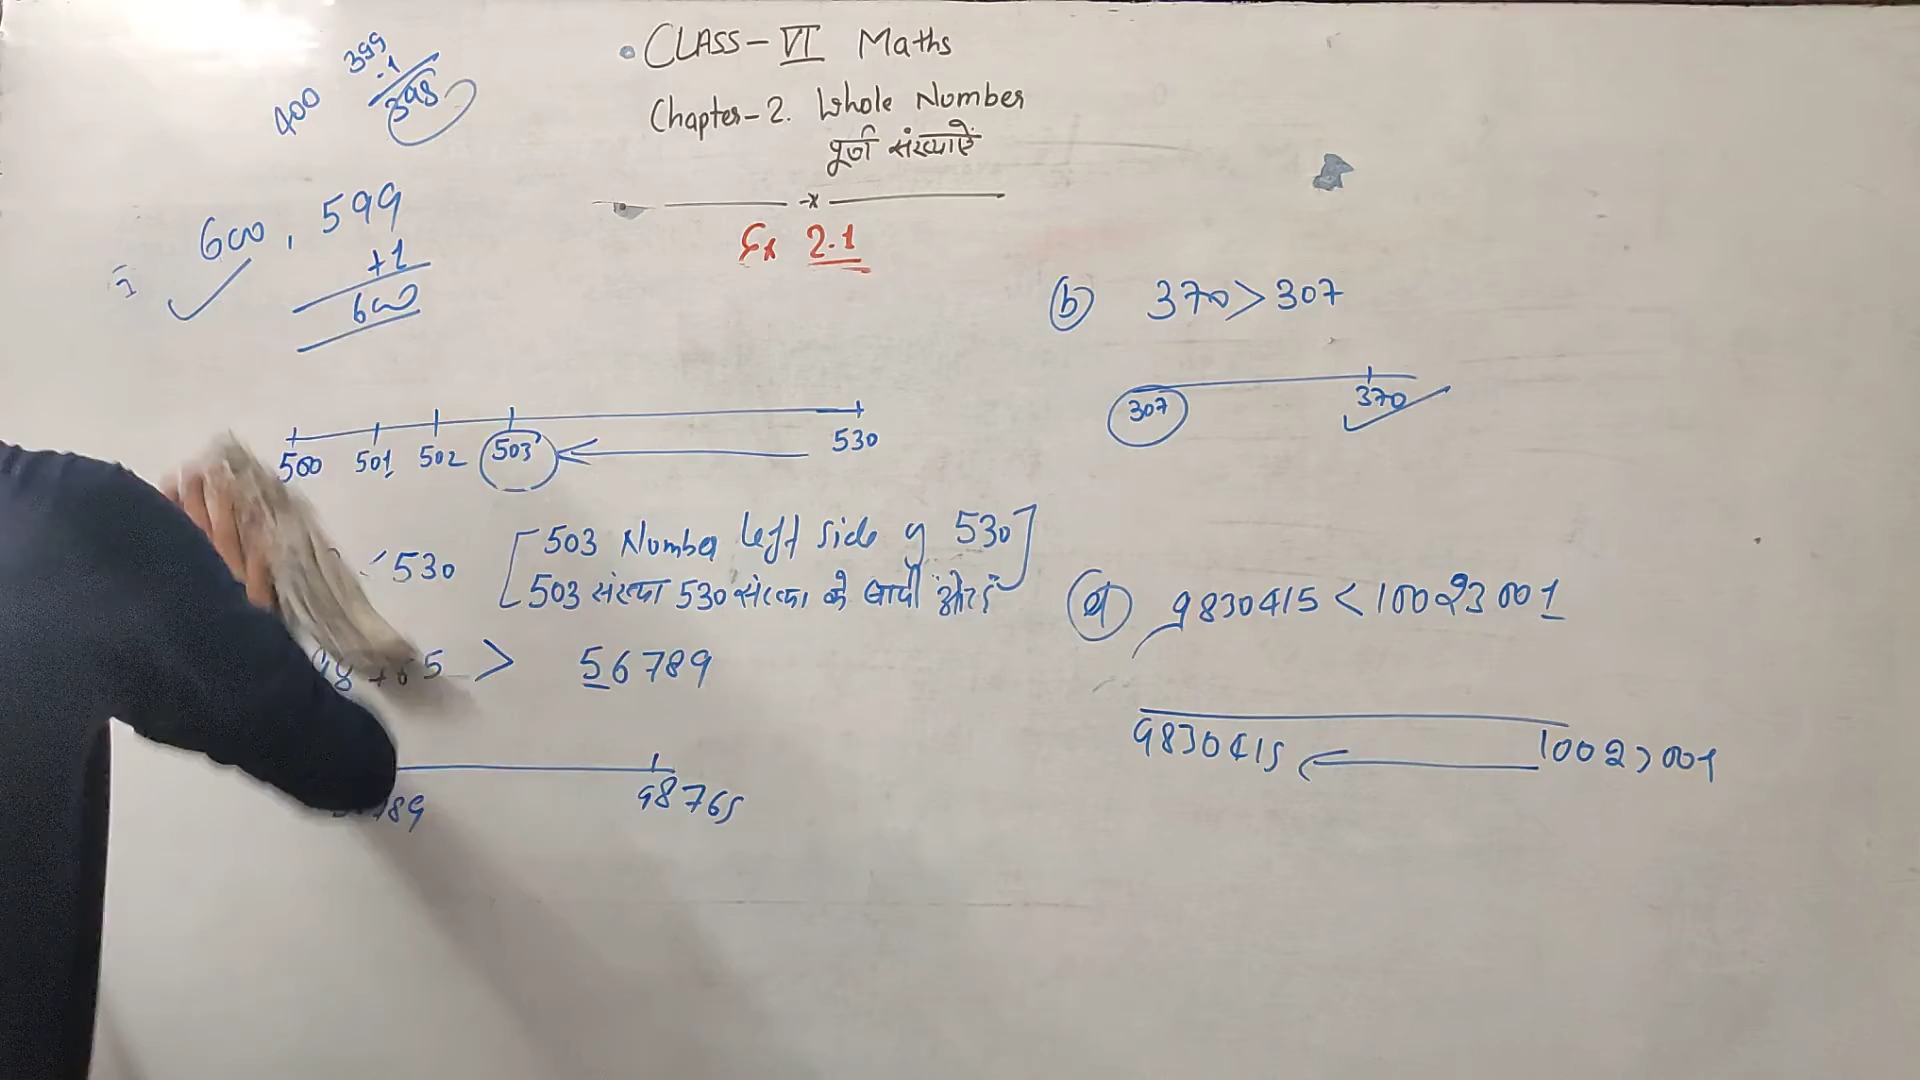 400 399
-1
398
CLASS-VI Maths
Chapter-2. Whole Number
पूर्ण संख्याऐं
Ex 2.1
600, 599
+1
600
500 501 502 503 530
<530
[503 Number left side of 530]
503 संख्या 530 संख्या के बायी ओर है
> 56789
789 98765
(b) 370>307
307 370
(d) 9830415<10023001
9830415 10023001